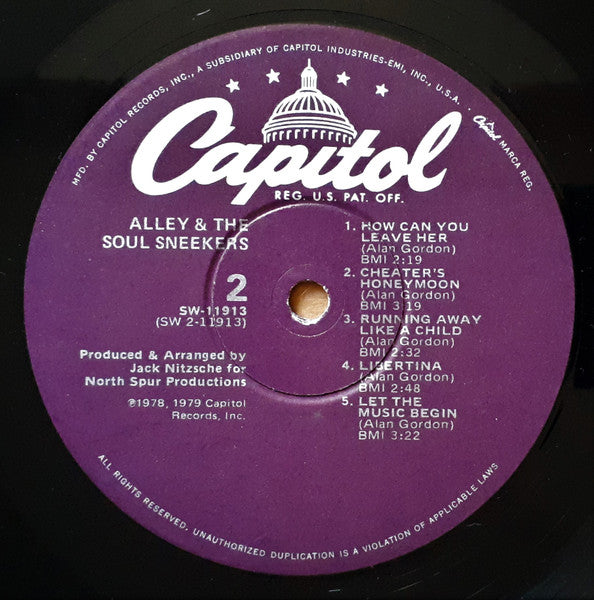 MFD. BY CAPITOL RECORDS, INC., A SUBSIDIARY OF CAPITOL INDUSTRIES-EMI, INC., U.S.A. · Capitol MARCA REG.
Capitol
REG. U.S. PAT. OFF.
ALLEY & THE
SOUL SNEEKERS
2
SW-11913
(SW 2-11913)
Produced & Arranged by
Jack Nitzsche for
North Spur Productions
℗1978, 1979 Capitol
Records, Inc.
1. HOW CAN YOU
LEAVE HER
(Alan Gordon)
BMI 2:19
2. CHEATER'S
HONEYMOON
(Alan Gordon)
BMI 3:19
3. RUNNING AWAY
LIKE A CHILD
(Alan Gordon)
BMI 2:32
4. LIBERTINA
(Alan Gordon)
BMI 2:48
5. LET THE
MUSIC BEGIN
(Alan Gordon)
BMI 3:22
ALL RIGHTS RESERVED. UNAUTHORIZED DUPLICATION IS A VIOLATION OF APPLICABLE LAWS